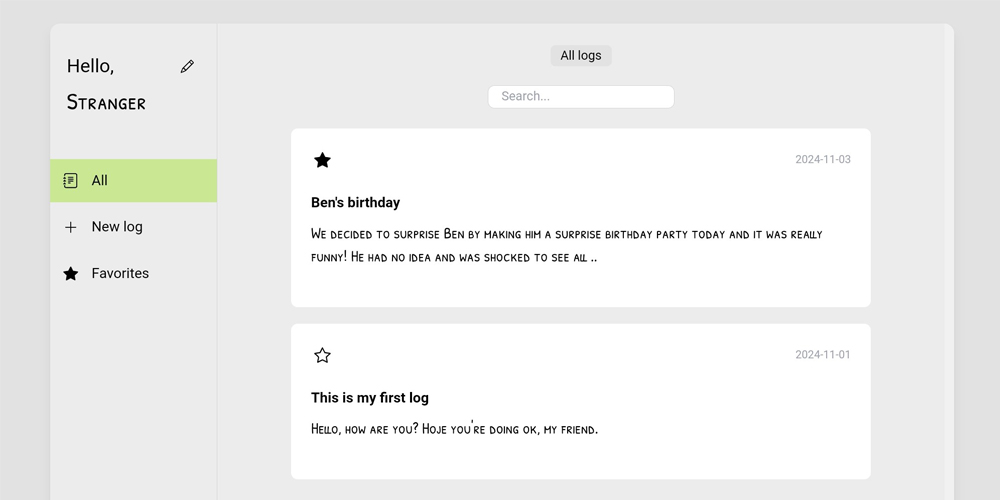 Hello,
Stranger
All
New log
Favorites
All logs
Search...
2024-11-03
Ben's birthday
We decided to surprise Ben by making him a surprise birthday party today and it was really
funny! He had no idea and was shocked to see all ..
2024-11-01
This is my first log
Hello, how are you? Hoje you're doing ok, my friend.